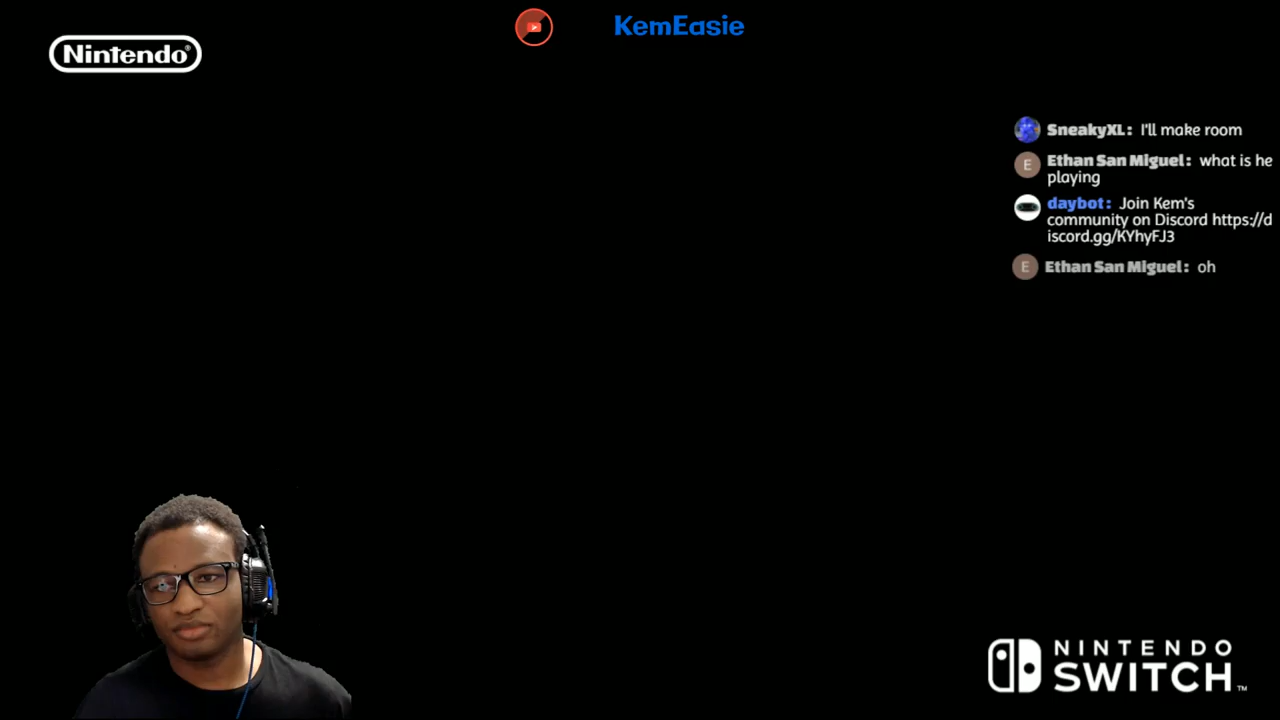 KemEasie
Nintendo®
SneakyXL: I'll make room
E Ethan San Miguel: what is he
playing
daybot: Join Kem's
community on Discord https://d
iscord.gg/KYhyFJ3
E Ethan San Miguel: oh
NINTENDO
SWITCH™